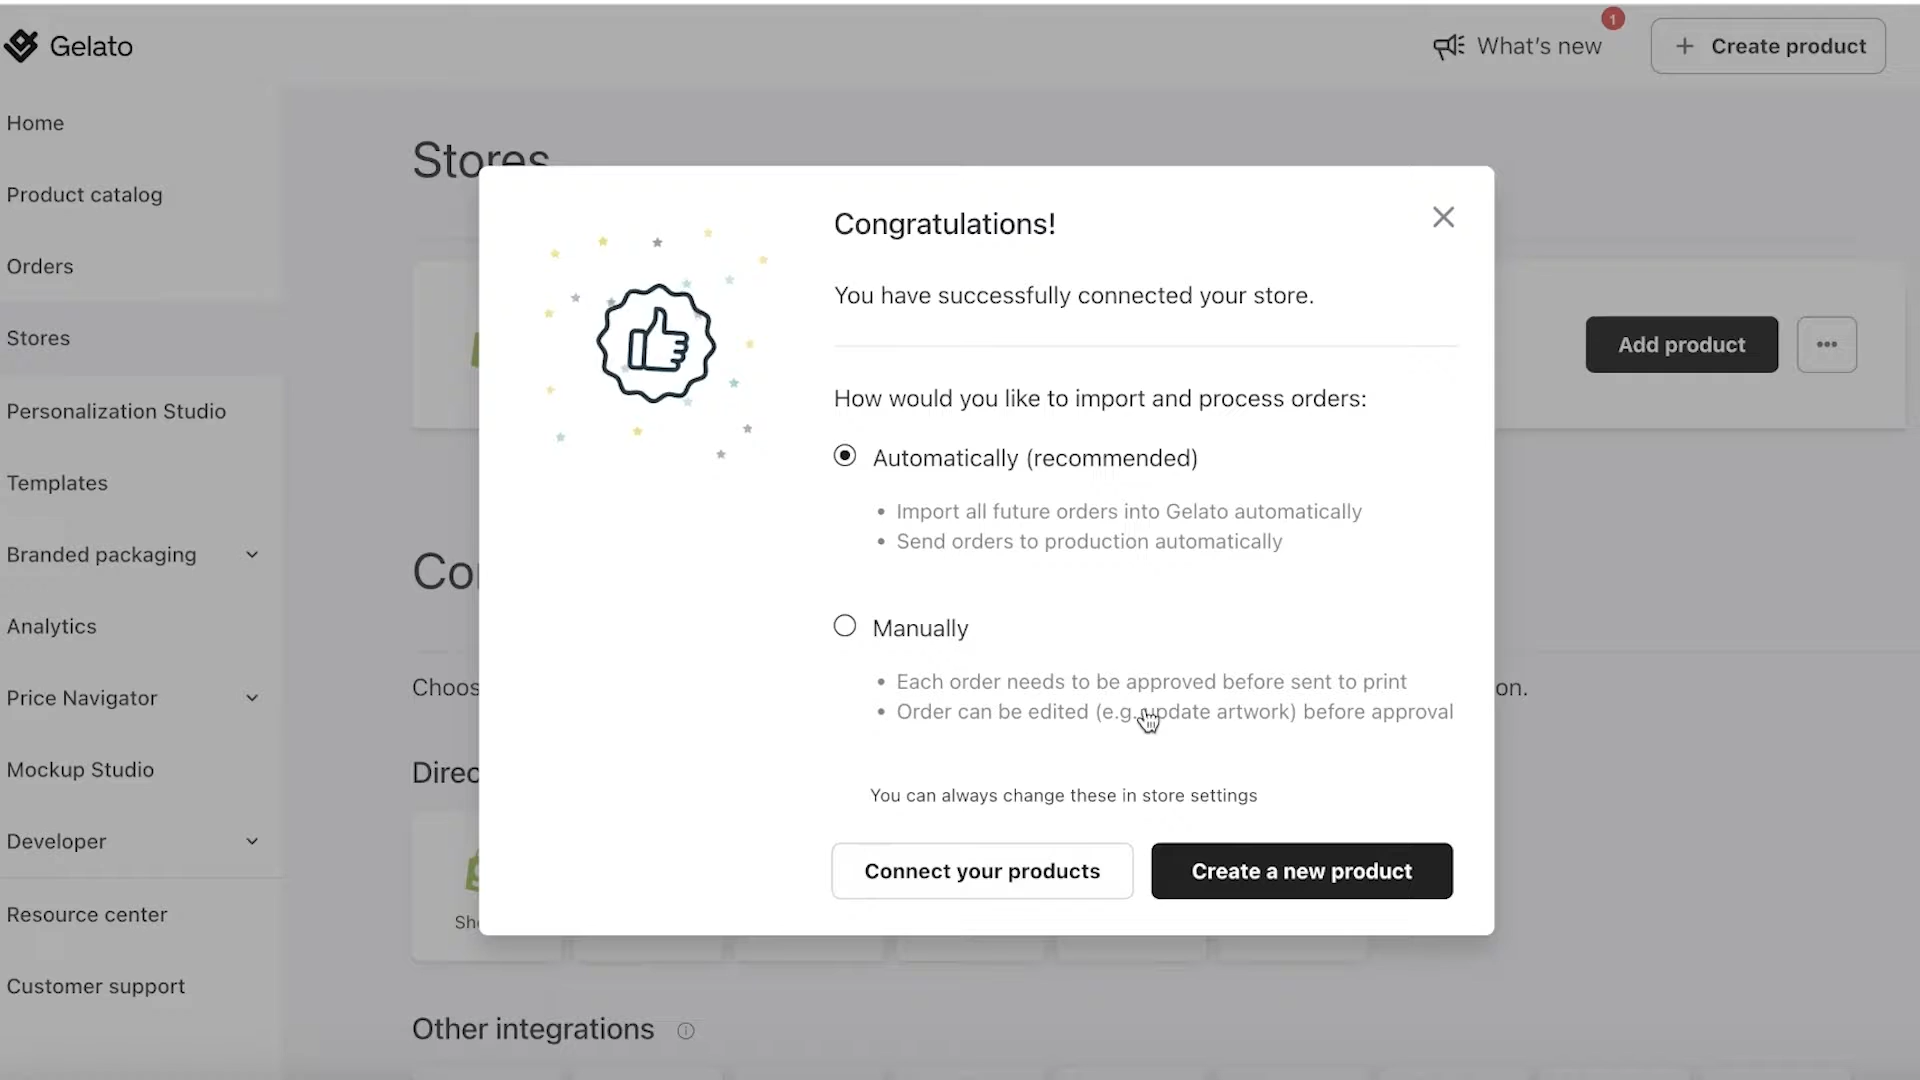 Gelato
What's new
1
+ Create product
Home
Product catalog
Orders
Stores
Personalization Studio
Templates
Branded packaging
Analytics
Price Navigator
Mockup Studio
Developer
Resource center
Customer support
Stores
Add product
Congratulations!
You have successfully connected your store.
How would you like to import and process orders:
Automatically (recommended)
• Import all future orders into Gelato automatically
• Send orders to production automatically
Manually
• Each order needs to be approved before sent to print
• Order can be edited (e.g. update artwork) before approval
You can always change these in store settings
Connect your products
Create a new product
Other integrations